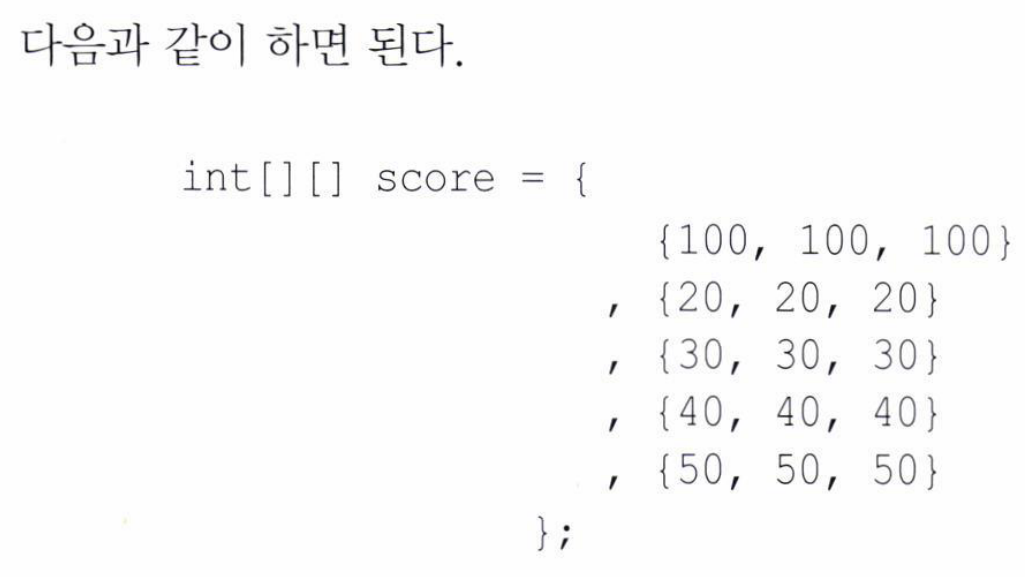 다음과 같이 하면 된다.
int[][] score = {
{100, 100, 100}
, {20, 20, 20}
, {30, 30, 30}
, {40, 40, 40}
, {50, 50, 50}
};